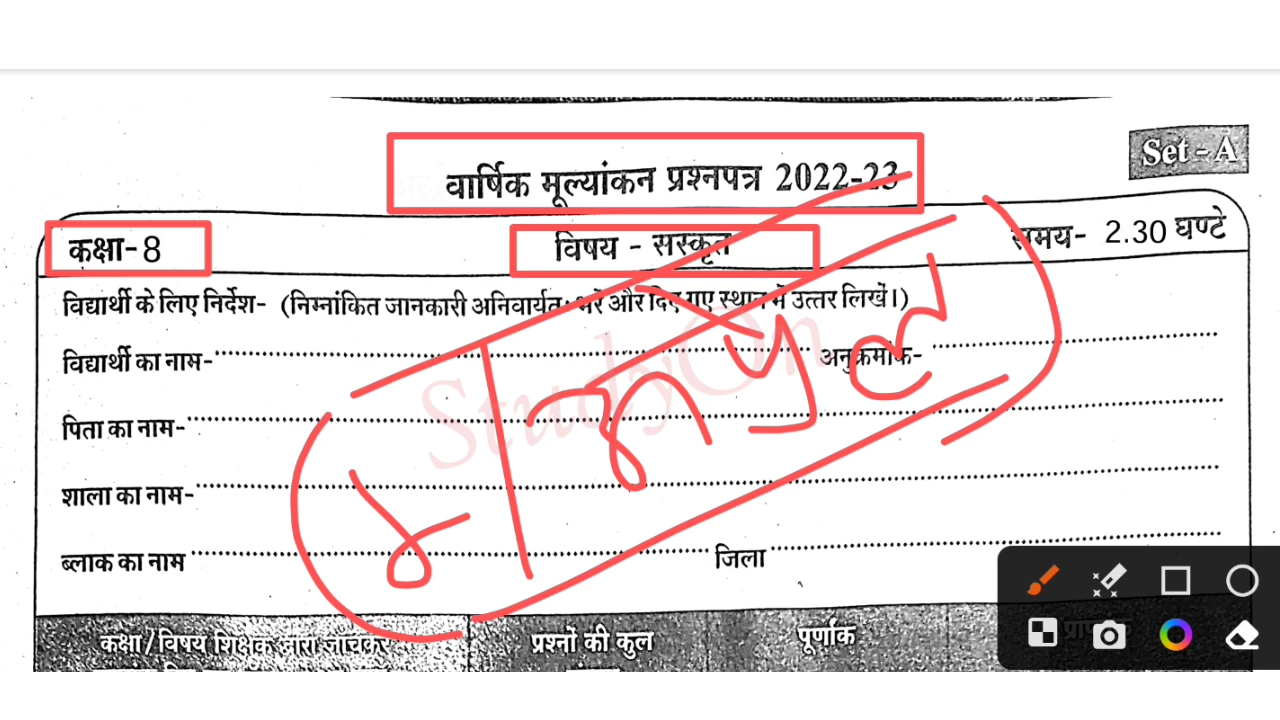 वार्षिक मूल्यांकन प्रश्नपत्र 2022-23
Set - A
कक्षा-8
विषय - संस्कृत
समय- 2.30 घण्टे
विद्यार्थी के लिए निर्देश- (निम्नांकित जानकारी अनिवार्यतः भरें और दिए गए स्थान में उत्तर लिखें।)
विद्यार्थी का नाम- अनुक्रमांक-
पिता का नाम-
शाला का नाम-
ब्लाक का नाम जिला
StudyOn
कक्षा/विषय शिक्षक द्वारा जाचकर
प्रश्नों की कुल
पूर्णांक